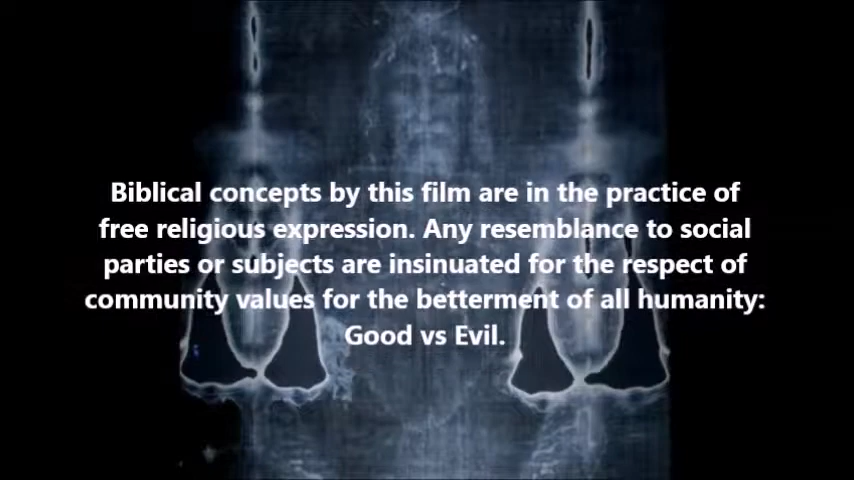 Biblical concepts by this film are in the practice of
free religious expression. Any resemblance to social
parties or subjects are insinuated for the respect of
community values for the betterment of all humanity:
Good vs Evil.